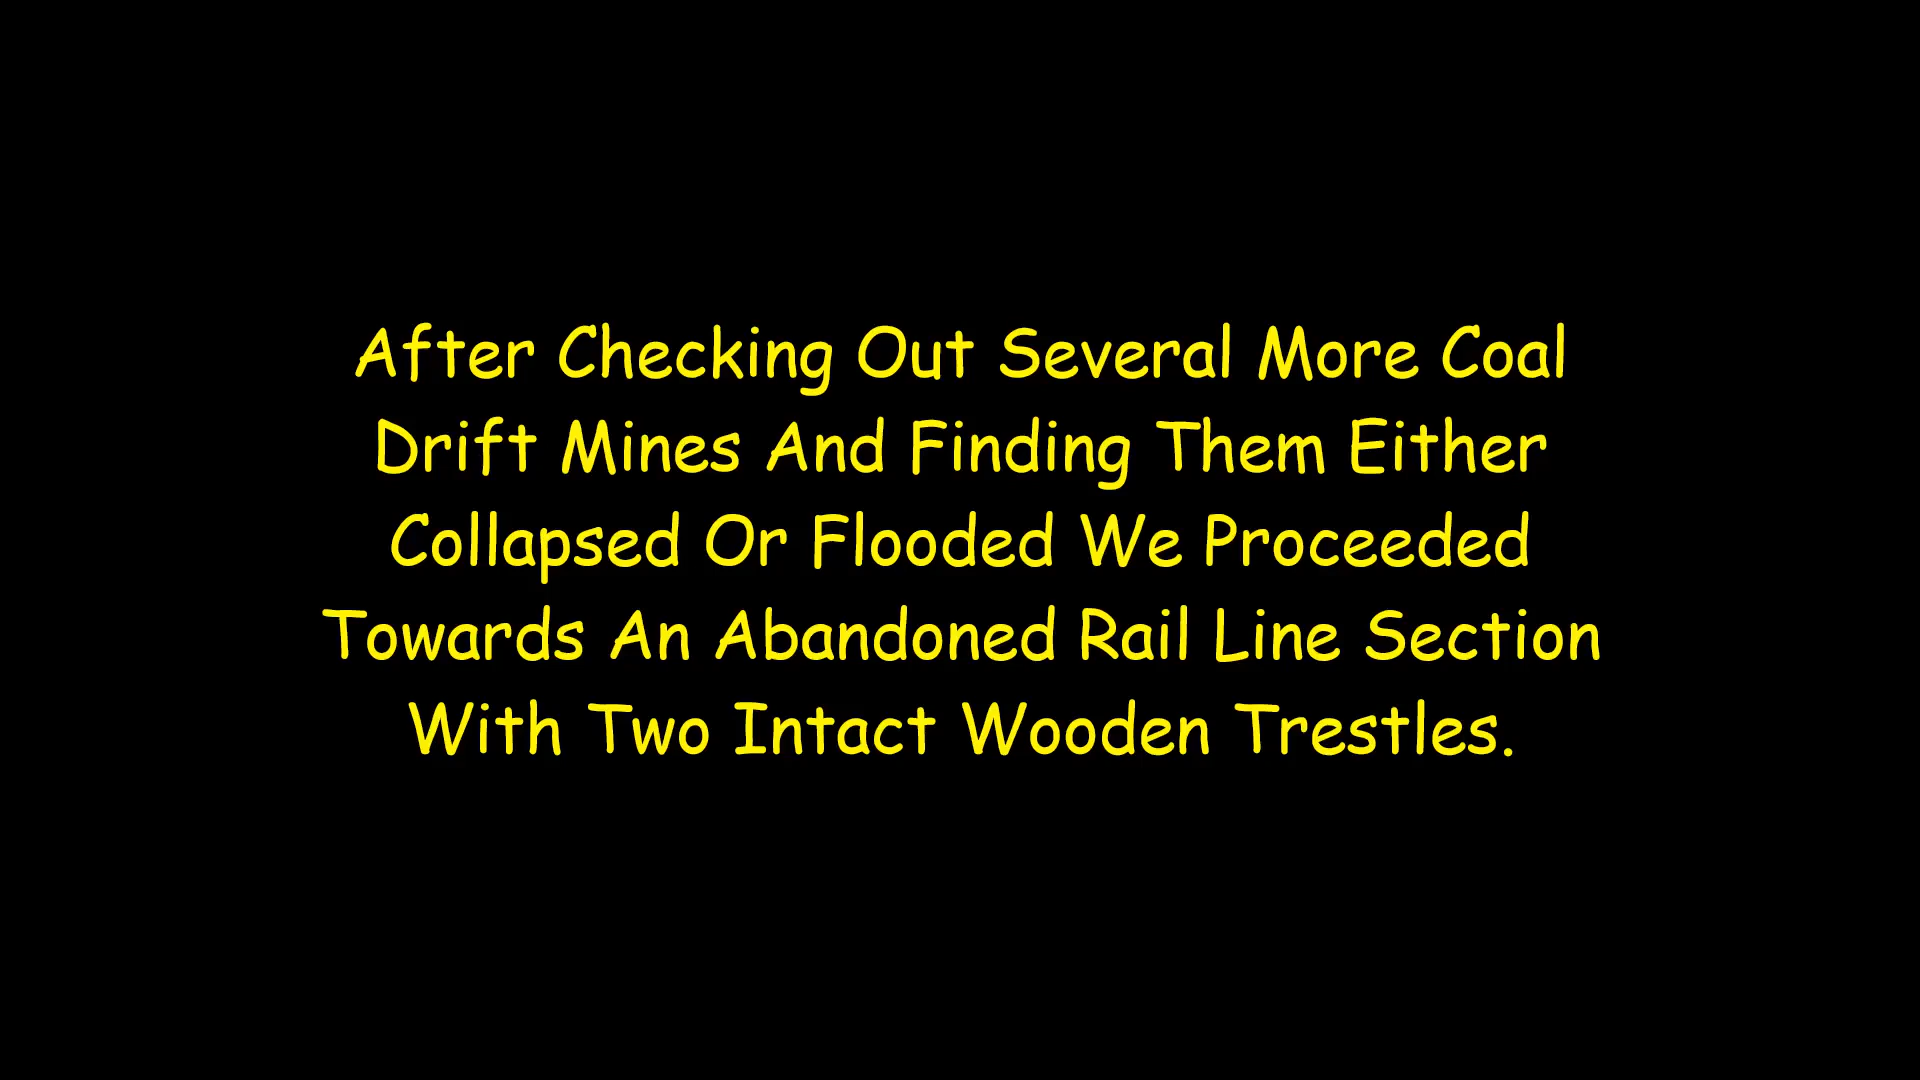 After Checking Out Several More Coal
Drift Mines And Finding Them Either
Collapsed Or Flooded We Proceeded
Towards An Abandoned Rail Line Section
With Two Intact Wooden Trestles.